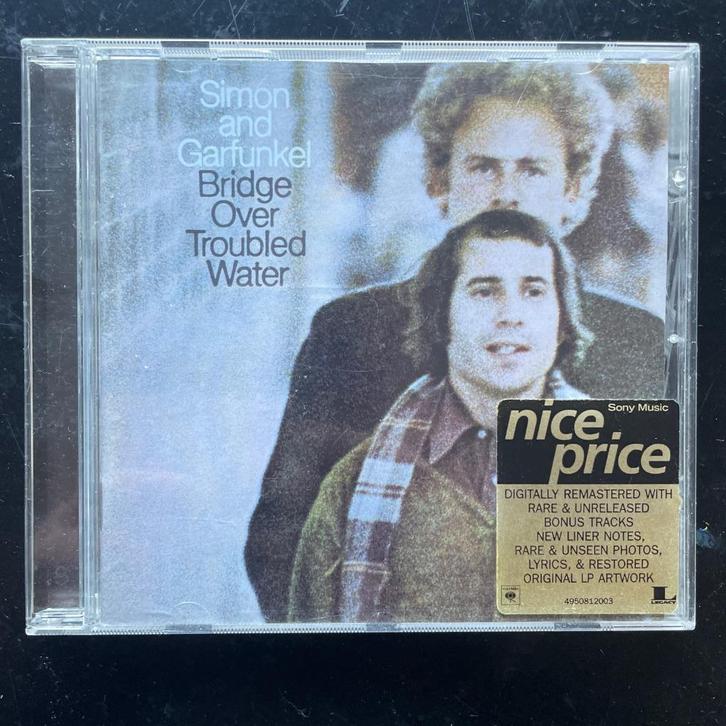 Simon
and
Garfunkel
Bridge
Over
Troubled
Water
Sony Music
nice
price
DIGITALLY REMASTERED WITH
RARE & UNRELEASED
BONUS TRACKS
NEW LINER NOTES,
RARE & UNSEEN PHOTOS,
LYRICS, & RESTORED
ORIGINAL LP ARTWORK
4950812003
LEGACY